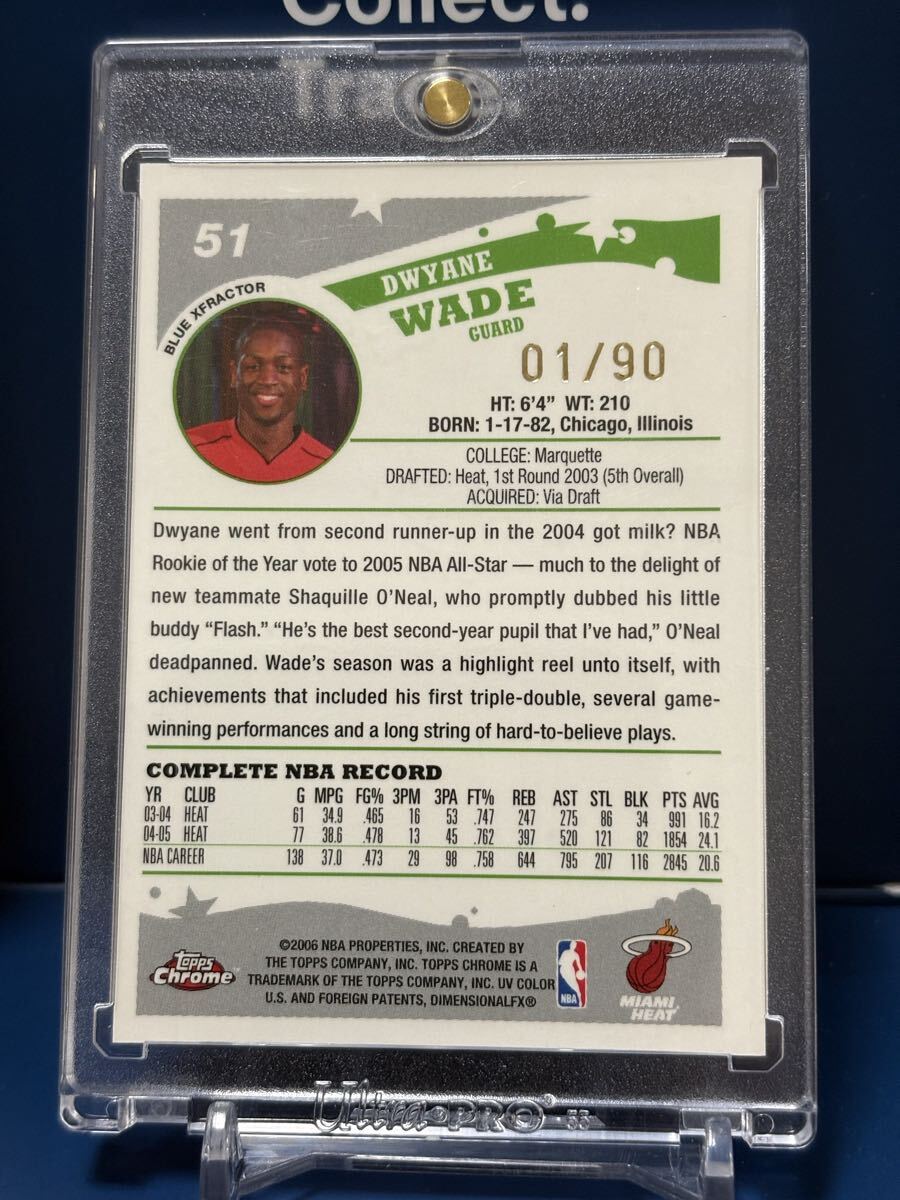 Collect.
Trade.
51
DWYANE
WADE
GUARD
BLUE XFRACTOR
01/90
HT: 6'4" WT: 210
BORN: 1-17-82, Chicago, Illinois
COLLEGE: Marquette
DRAFTED: Heat, 1st Round 2003 (5th Overall)
ACQUIRED: Via Draft
Dwyane went from second runner-up in the 2004 got milk? NBA
Rookie of the Year vote to 2005 NBA All-Star — much to the delight of
new teammate Shaquille O'Neal, who promptly dubbed his little
buddy “Flash.” “He's the best second-year pupil that I've had,” O'Neal
deadpanned. Wade's season was a highlight reel unto itself, with
achievements that included his first triple-double, several game-
winning performances and a long string of hard-to-believe plays.
COMPLETE NBA RECORD
YR CLUB G MPG FG% 3PM 3PA FT% REB AST STL BLK PTS AVG
03-04 HEAT 61 34.9 .465 16 53 .747 247 275 86 34 991 16.2
04-05 HEAT 77 38.6 .478 13 45 .762 397 520 121 82 1854 24.1
NBA CAREER 138 37.0 .473 29 98 .758 644 795 207 116 2845 20.6
Topps
Chrome
©2006 NBA PROPERTIES, INC. CREATED BY
THE TOPPS COMPANY, INC. TOPPS CHROME IS A
TRADEMARK OF THE TOPPS COMPANY, INC. UV COLOR
U.S. AND FOREIGN PATENTS, DIMENSIONALFX®
NBA
MIAMI
HEAT
Ultra•PRO® 55